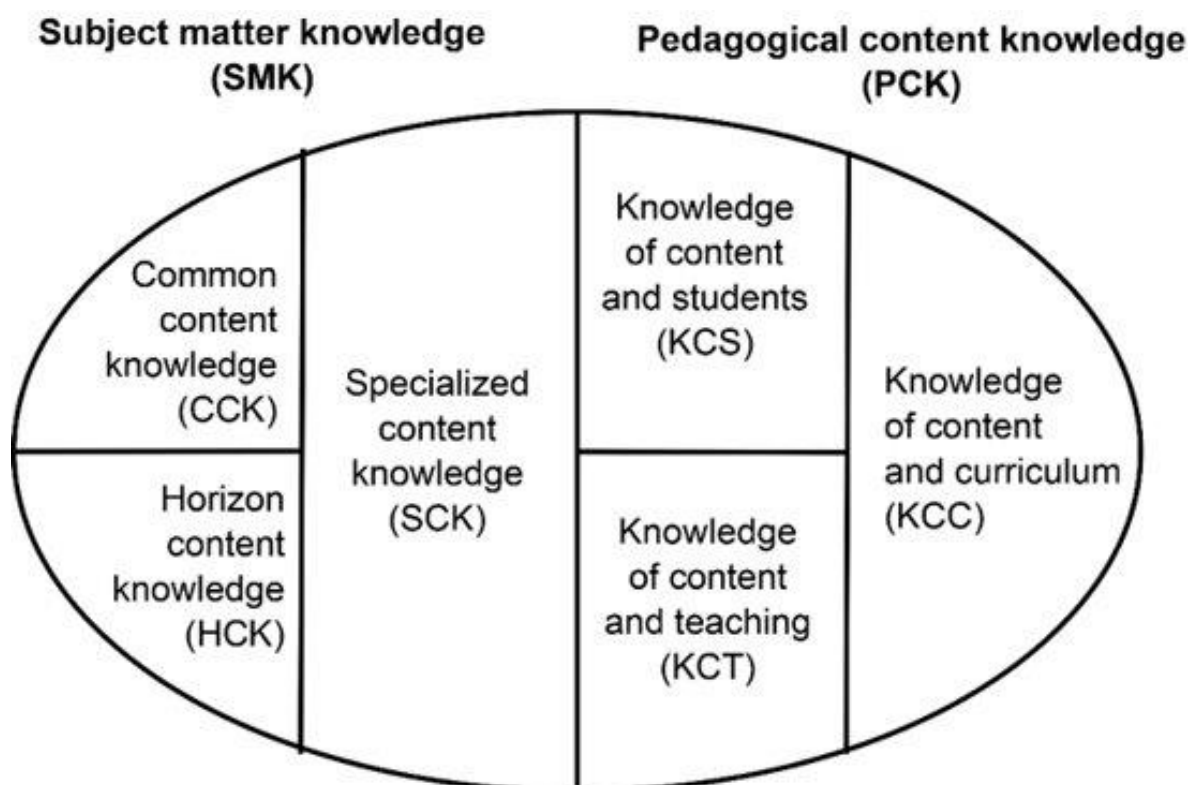 Subject matter knowledge
(SMK)
Pedagogical content knowledge
(PCK)
Common
content
knowledge
(CCK)
Horizon
content
knowledge
(HCK)
Specialized
content
knowledge
(SCK)
Knowledge
of content
and students
(KCS)
Knowledge
of content
and teaching
(KCT)
Knowledge
of content
and curriculum
(KCC)